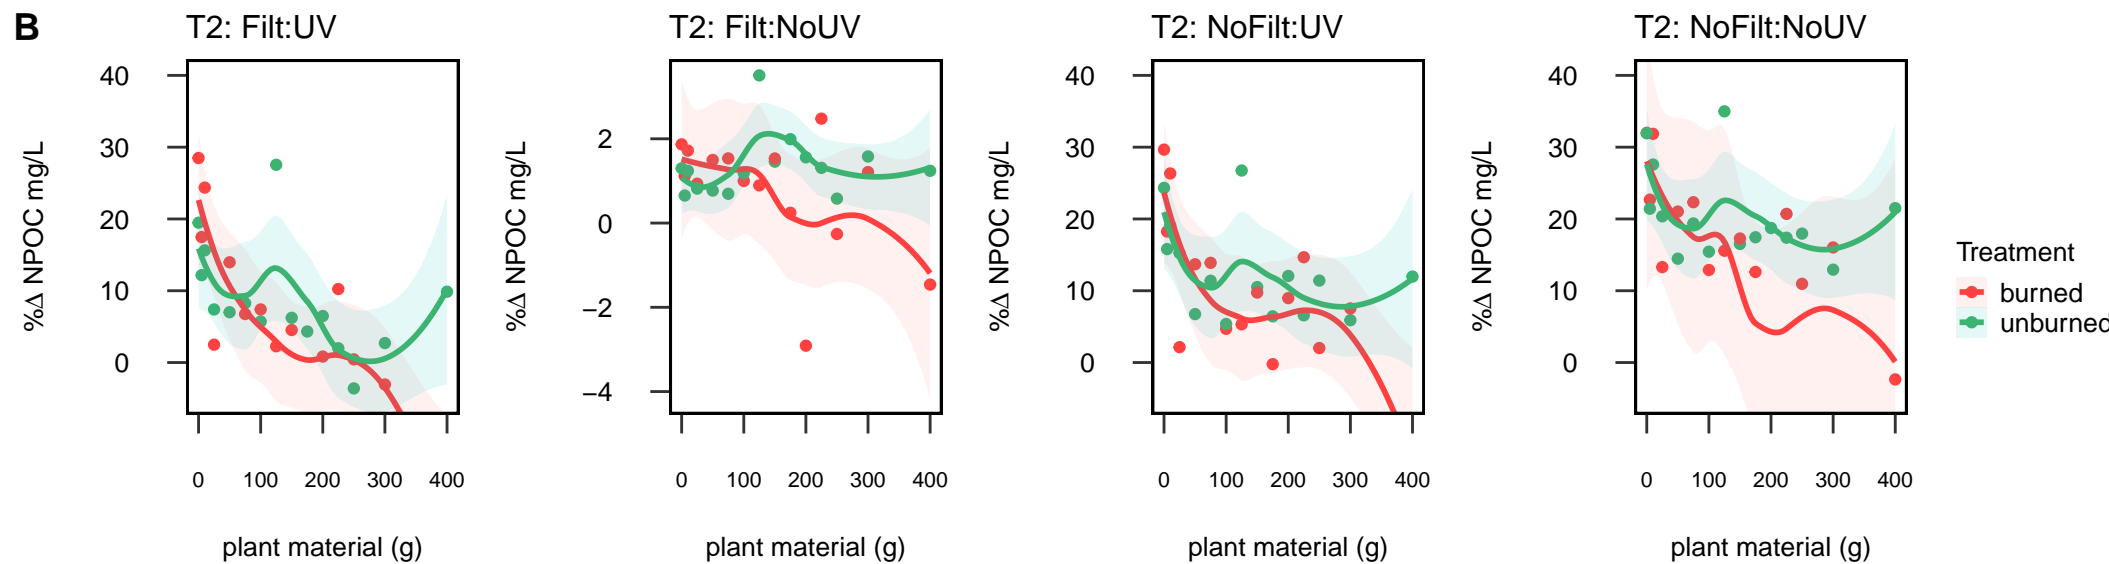 B
T2: Filt:UV
T2: Filt:NoUV
T2: NoFilt:UV
T2: NoFilt:NoUV
%Δ NPOC mg/L
40
30
20
10
0
0 100 200 300 400
plant material (g)
%Δ NPOC mg/L
2
0
−2
−4
0 100 200 300 400
plant material (g)
%Δ NPOC mg/L
40
30
20
10
0
0 100 200 300 400
plant material (g)
%Δ NPOC mg/L
40
30
20
10
0
0 100 200 300 400
plant material (g)
Treatment
burned
unburned